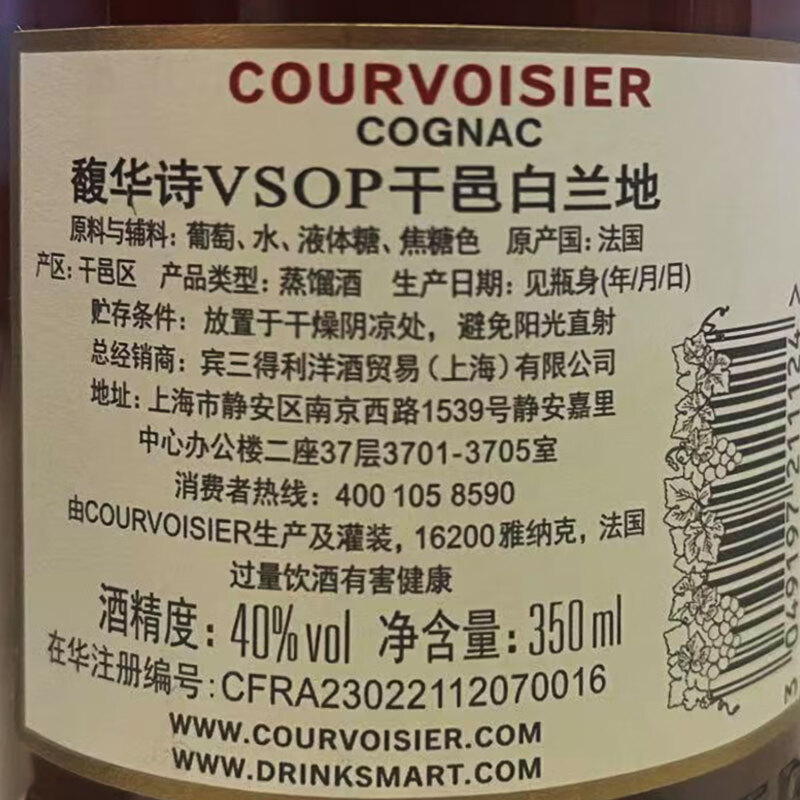 COURVOISIER
COGNAC
馥华诗VSOP干邑白兰地
原料与辅料：葡萄、水、液体糖、焦糖色 原产国：法国
产区：干邑区 产品类型：蒸馏酒 生产日期：见瓶身(年/月/日)
贮存条件：放置于干燥阴凉处，避免阳光直射
总经销商：宾三得利洋酒贸易（上海）有限公司
地址：上海市静安区南京西路1539号静安嘉里
中心办公楼二座37层3701-3705室
消费者热线：400 105 8590
由COURVOISIER生产及灌装，16200雅纳克，法国
过量饮酒有害健康
酒精度：40%vol 净含量：350ml
在华注册编号：CFRA23022112070016
WWW.COURVOISIER.COM
WWW.DRINKSMART.COM
3 049197 211124 >